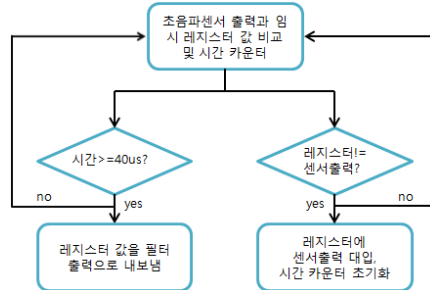 초음파센서 출력과 임
시 레지스터 값 비교
및 시간 카운터
시간>=40us?
레지스터!=
센서출력?
no
yes
yes
no
레지스터 값을 필터
출력으로 내보냄
레지스터에
센서출력 대입,
시간 카운터 초기화